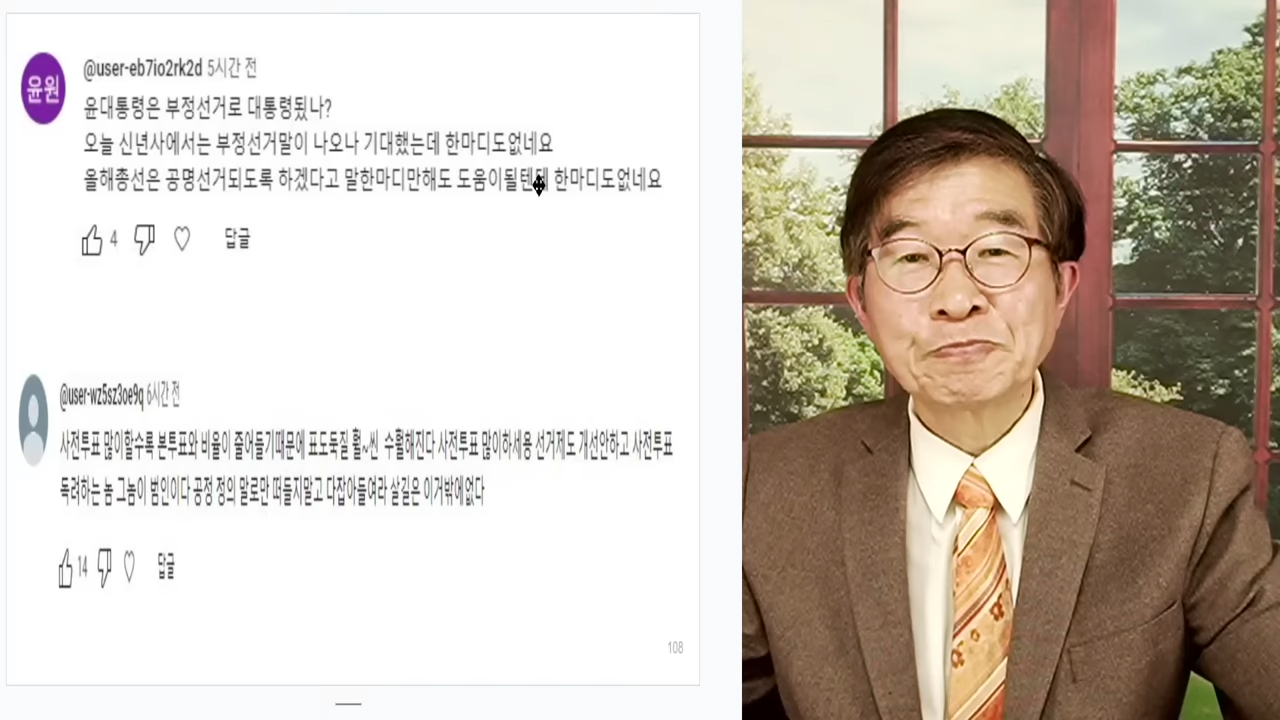 윤원
@user-eb7io2rk2d 5시간 전
윤대통령은 부정선거로 대통령됬나?
오늘 신년사에서는 부정선거말이 나오나 기대했는데 한마디도없네요
올해총선은 공명선거되도록 하겠다고 말한마디만해도 도움이될텐데 한마디도없네요
4 답글
@user-wz5sz3oe9q 6시간 전
사전투표 많이할수록 본투표와 비율이 줄어들기때문에 표도둑질 훨~씬 수훨해진다 사전투표 많이하세용 선거제도 개선안하고 사전투표
독려하는 놈 그놈이 범인이다 공정 정의 말로만 떠들지말고 다잡아들여라 살길은 이거밖에없다
14 답글
108